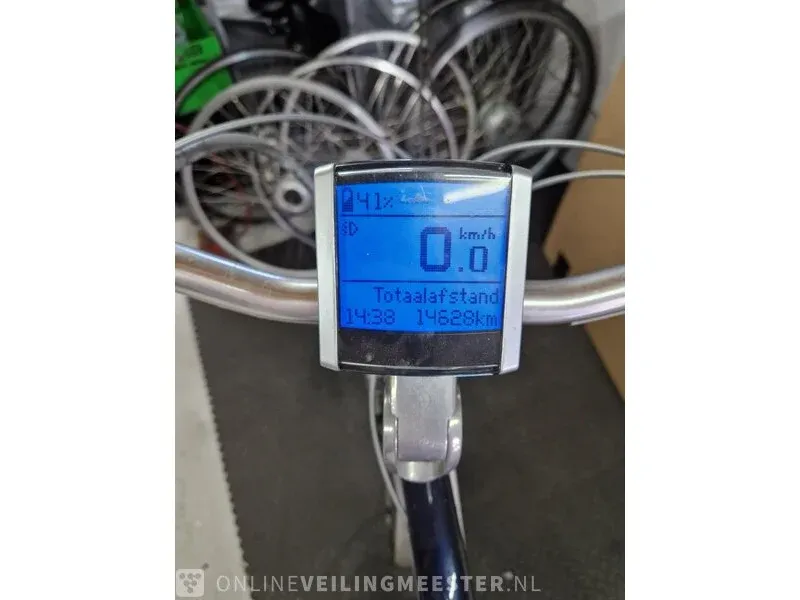 41%
km/h
0.0
Totaalafstand
14:38 14628km
ONLINEVEILINGMEESTER.NL